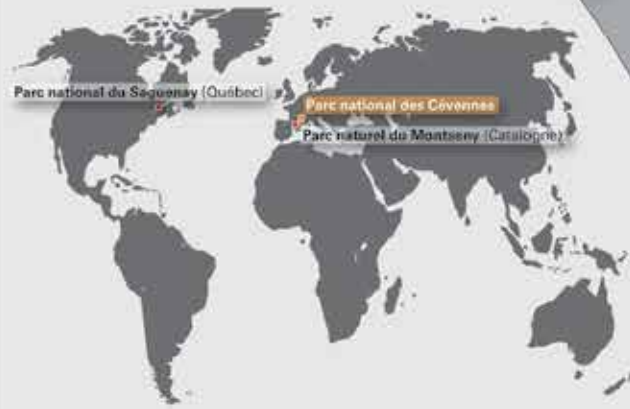 Parc national du Saguenay (Québec)
Parc national des Cévennes
Parc naturel du Montseny (Catalogne)